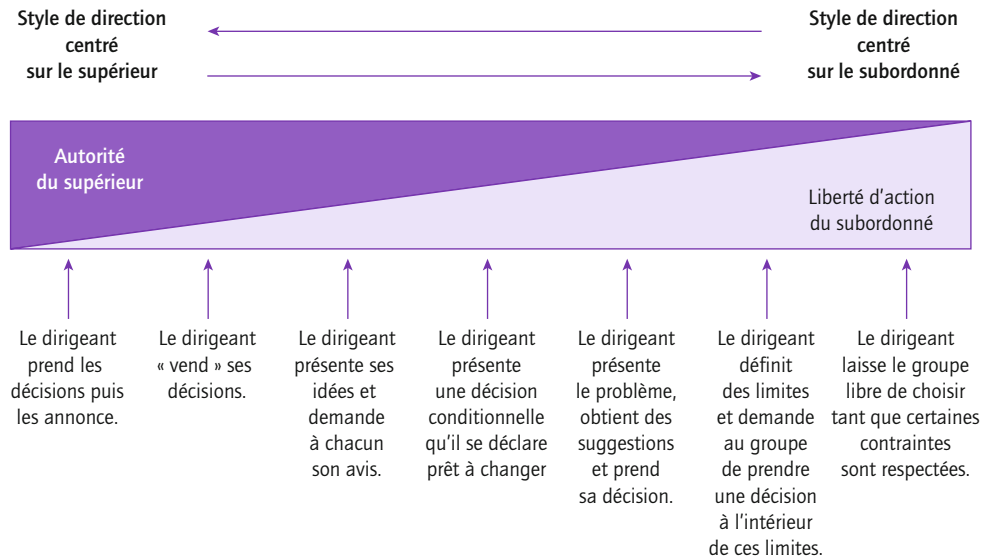 Style de direction
centré
sur le supérieur
Style de direction
centré
sur le subordonné
Autorité
du supérieur
Liberté d'action
du subordonné
Le dirigeant
prend les
décisions puis
les annonce.
Le dirigeant
« vend » ses
décisions.
Le dirigeant
présente ses
idées et
demande
à chacun
son avis.
Le dirigeant
présente
une décision
conditionnelle
qu'il se déclare
prêt à changer
Le dirigeant
présente
le problème,
obtient des
suggestions
et prend
sa décision.
Le dirigeant
définit
des limites
et demande
au groupe
de prendre
une décision
à l'intérieur
de ces limites.
Le dirigeant
laisse le groupe
libre de choisir
tant que certaines
contraintes
sont respectées.